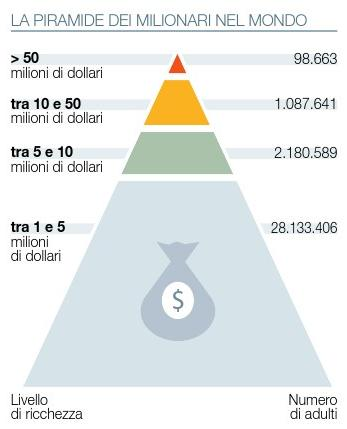 LA PIRAMIDE DEI MILIONARI NEL MONDO
> 50
milioni di dollari
98.663
tra 10 e 50
milioni di dollari
1.087.641
tra 5 e 10
milioni di dollari
2.180.589
tra 1 e 5
milioni
di dollari
28.133.406
$
Livello
di ricchezza
Numero
di adulti